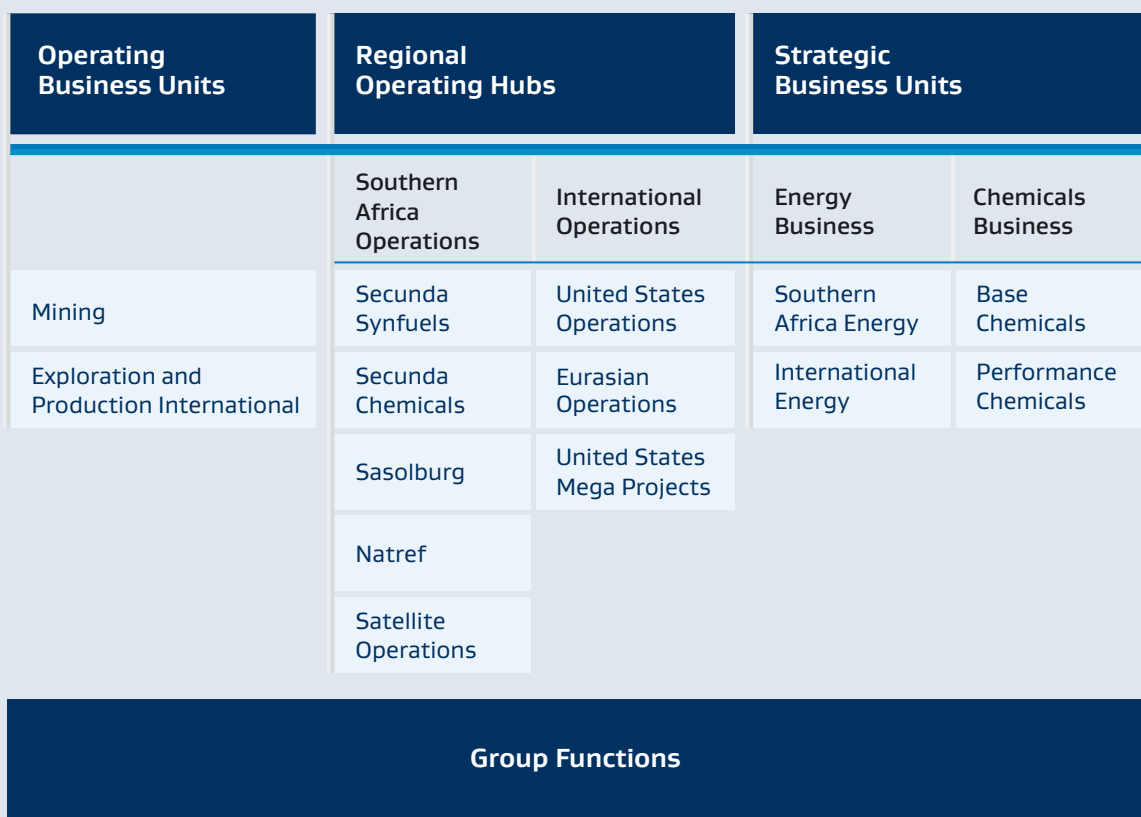 Operating
Business Units
Regional
Operating Hubs
Strategic
Business Units
Southern
Africa
Operations
International
Operations
Energy
Business
Chemicals
Business
Mining
Secunda
Synfuels
United States
Operations
Southern
Africa Energy
Base
Chemicals
Exploration and
Production International
Secunda
Chemicals
Eurasian
Operations
International
Energy
Performance
Chemicals
Sasolburg
United States
Mega Projects
Natref
Satellite
Operations
Group Functions